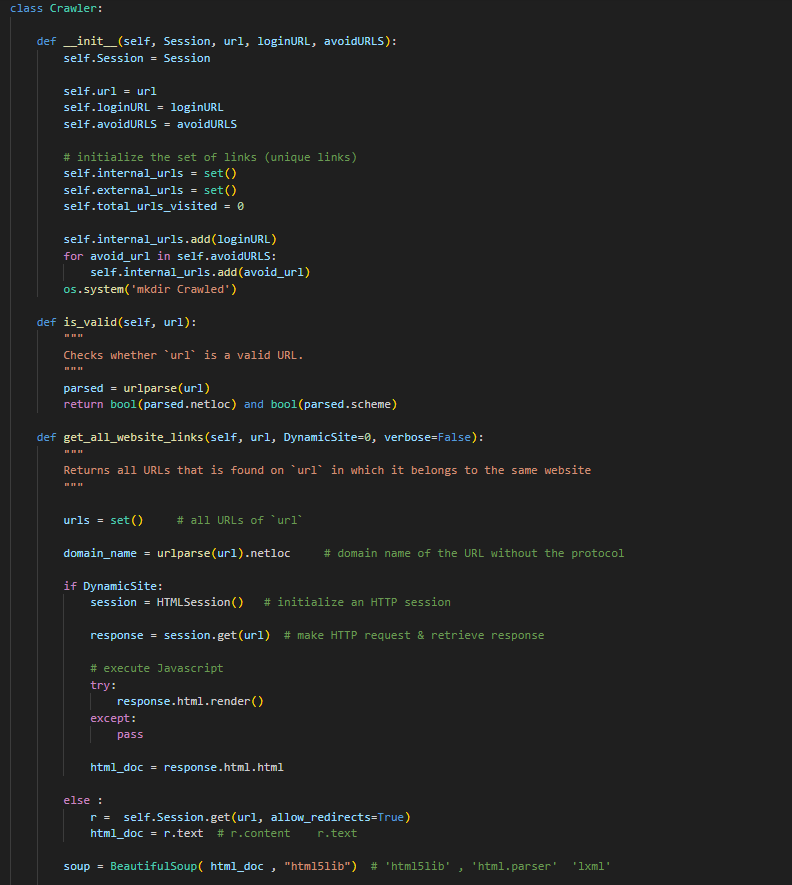 class Crawler:
def __init__(self, Session, url, loginURL, avoidURLS):
self.Session = Session
self.url = url
self.loginURL = loginURL
self.avoidURLS = avoidURLS
# initialize the set of links (unique links)
self.internal_urls = set()
self.external_urls = set()
self.total_urls_visited = 0
self.internal_urls.add(loginURL)
for avoid_url in self.avoidURLS:
self.internal_urls.add(avoid_url)
os.system('mkdir Crawled')
def is_valid(self, url):
"""
Checks whether `url` is a valid URL.
"""
parsed = urlparse(url)
return bool(parsed.netloc) and bool(parsed.scheme)
def get_all_website_links(self, url, DynamicSite=0, verbose=False):
"""
Returns all URLs that is found on `url` in which it belongs to the same website
"""
urls = set()     # all URLs of `url`
domain_name = urlparse(url).netloc     # domain name of the URL without the protocol
if DynamicSite:
session = HTMLSession()   # initialize an HTTP session
response = session.get(url)  # make HTTP request & retrieve response
# execute Javascript
try:
response.html.render()
except:
pass
html_doc = response.html.html
else :
r =  self.Session.get(url, allow_redirects=True)
html_doc = r.text  # r.content    r.text
soup = BeautifulSoup( html_doc , "html5lib")  # 'html5lib' , 'html.parser'  'lxml'